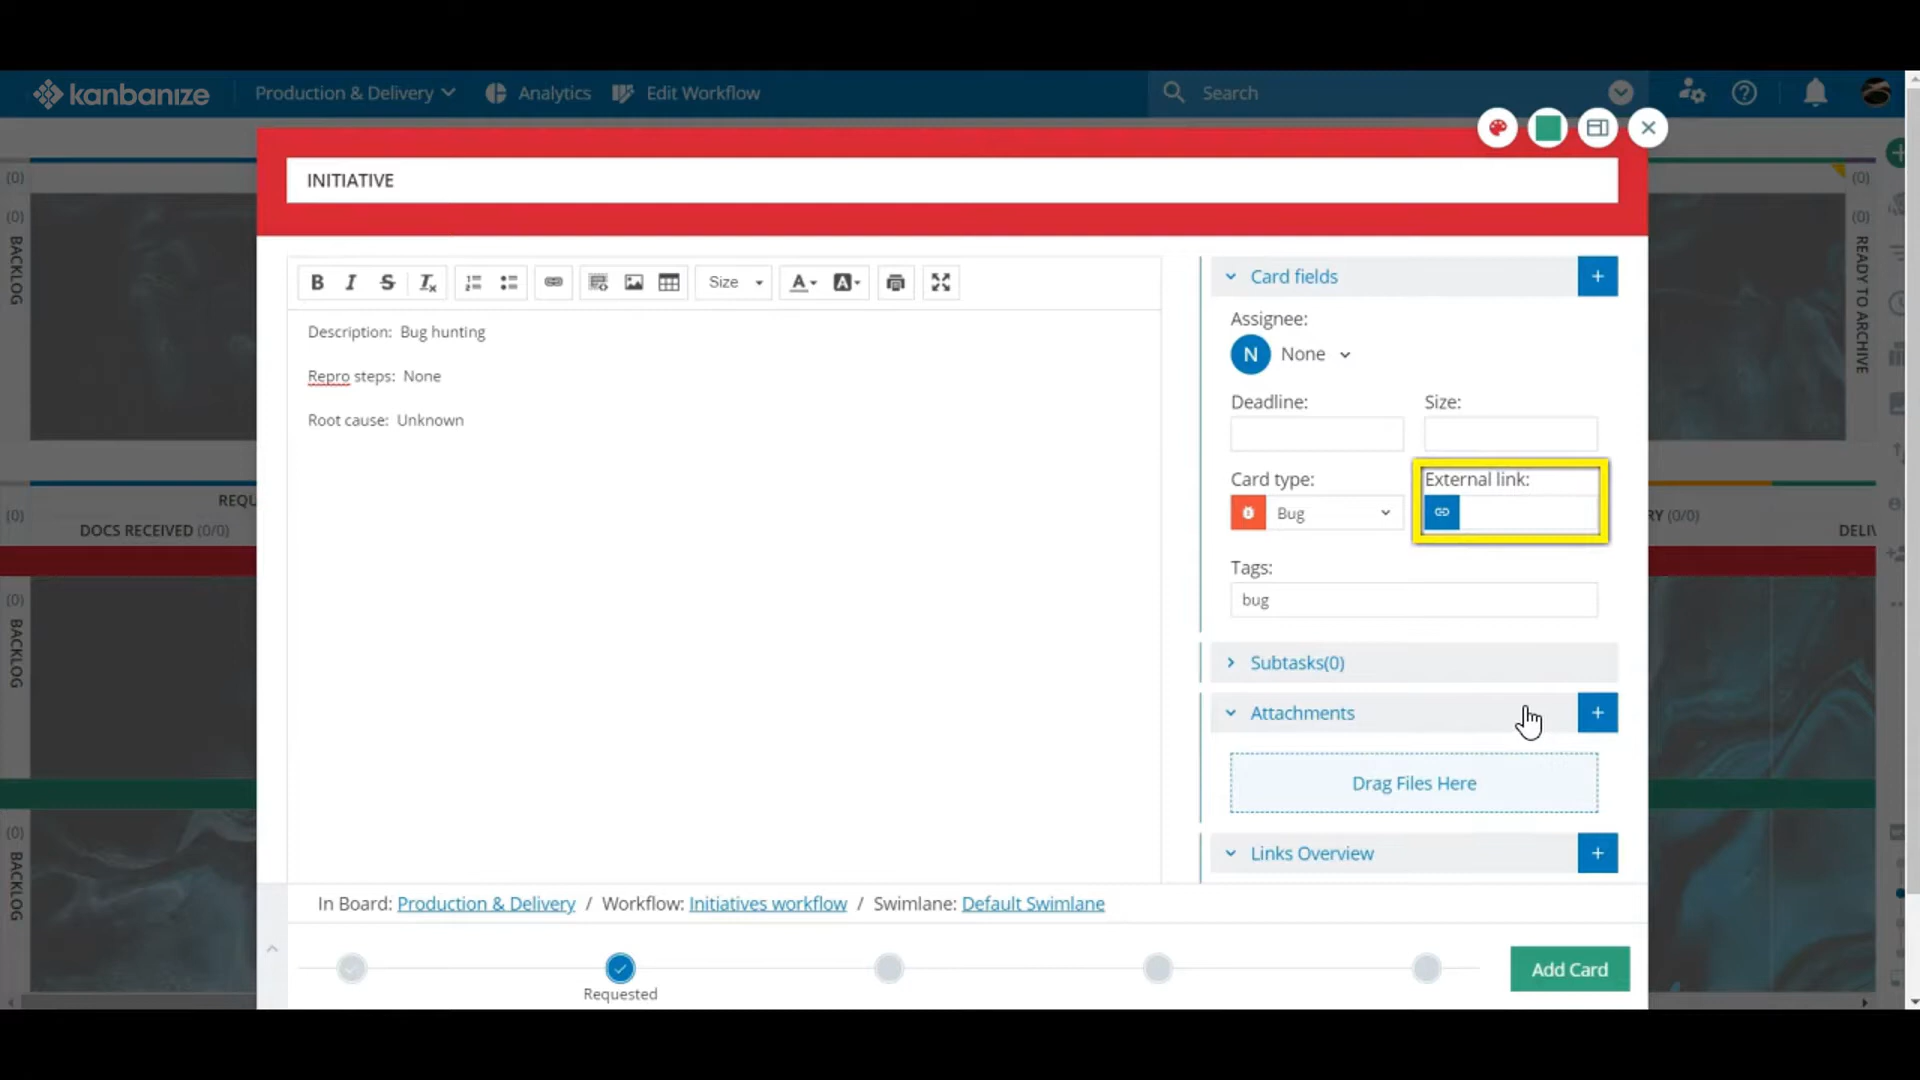 kanbanize
Production & Delivery
Analytics
Edit Workflow
Search
INITIATIVE
Size
Description: Bug hunting
Repro steps: None
Root cause: Unknown
Card fields
Assignee:
N None
Deadline:
Size:
Card type:
Bug
External link:
Tags:
bug
Subtasks(0)
Attachments
Drag Files Here
Links Overview
In Board: Production & Delivery / Workflow: Initiatives workflow / Swimlane: Default Swimlane
Requested
Add Card
(0)
(0)
BACKLOG
(0)
REQU
DOCS RECEIVED (0/0)
(0)
BACKLOG
(0)
BACKLOG
(0)
(0)
READY TO ARCHIVE
RY (0/0)
DELIV